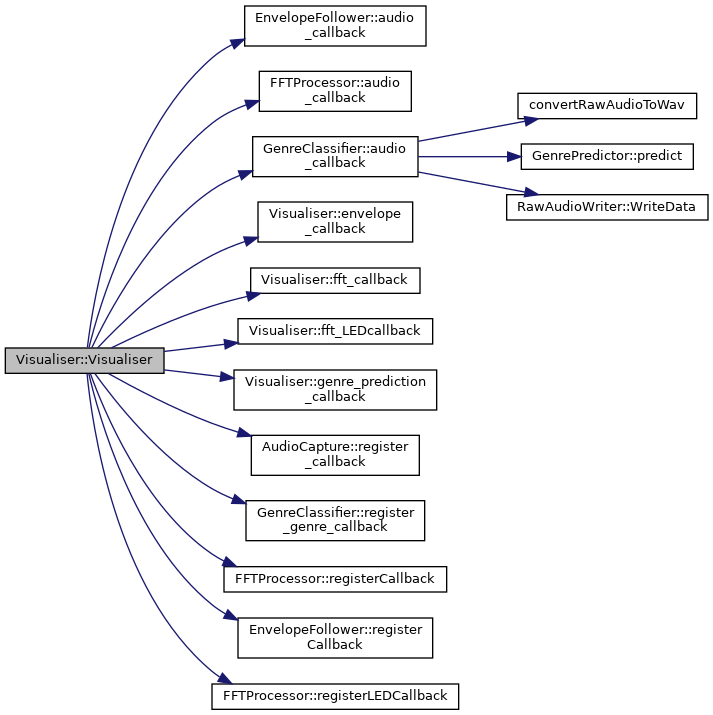 EnvelopeFollower::audio
_callback
FFTProcessor::audio
_callback
GenreClassifier::audio
_callback
convertRawAudioToWav
GenrePredictor::predict
RawAudioWriter::WriteData
Visualiser::envelope
_callback
Visualiser::fft_callback
Visualiser::fft_LEDcallback
Visualiser::Visualiser
Visualiser::genre_prediction
_callback
AudioCapture::register
_callback
GenreClassifier::register
_genre_callback
FFTProcessor::registerCallback
EnvelopeFollower::register
Callback
FFTProcessor::registerLEDCallback